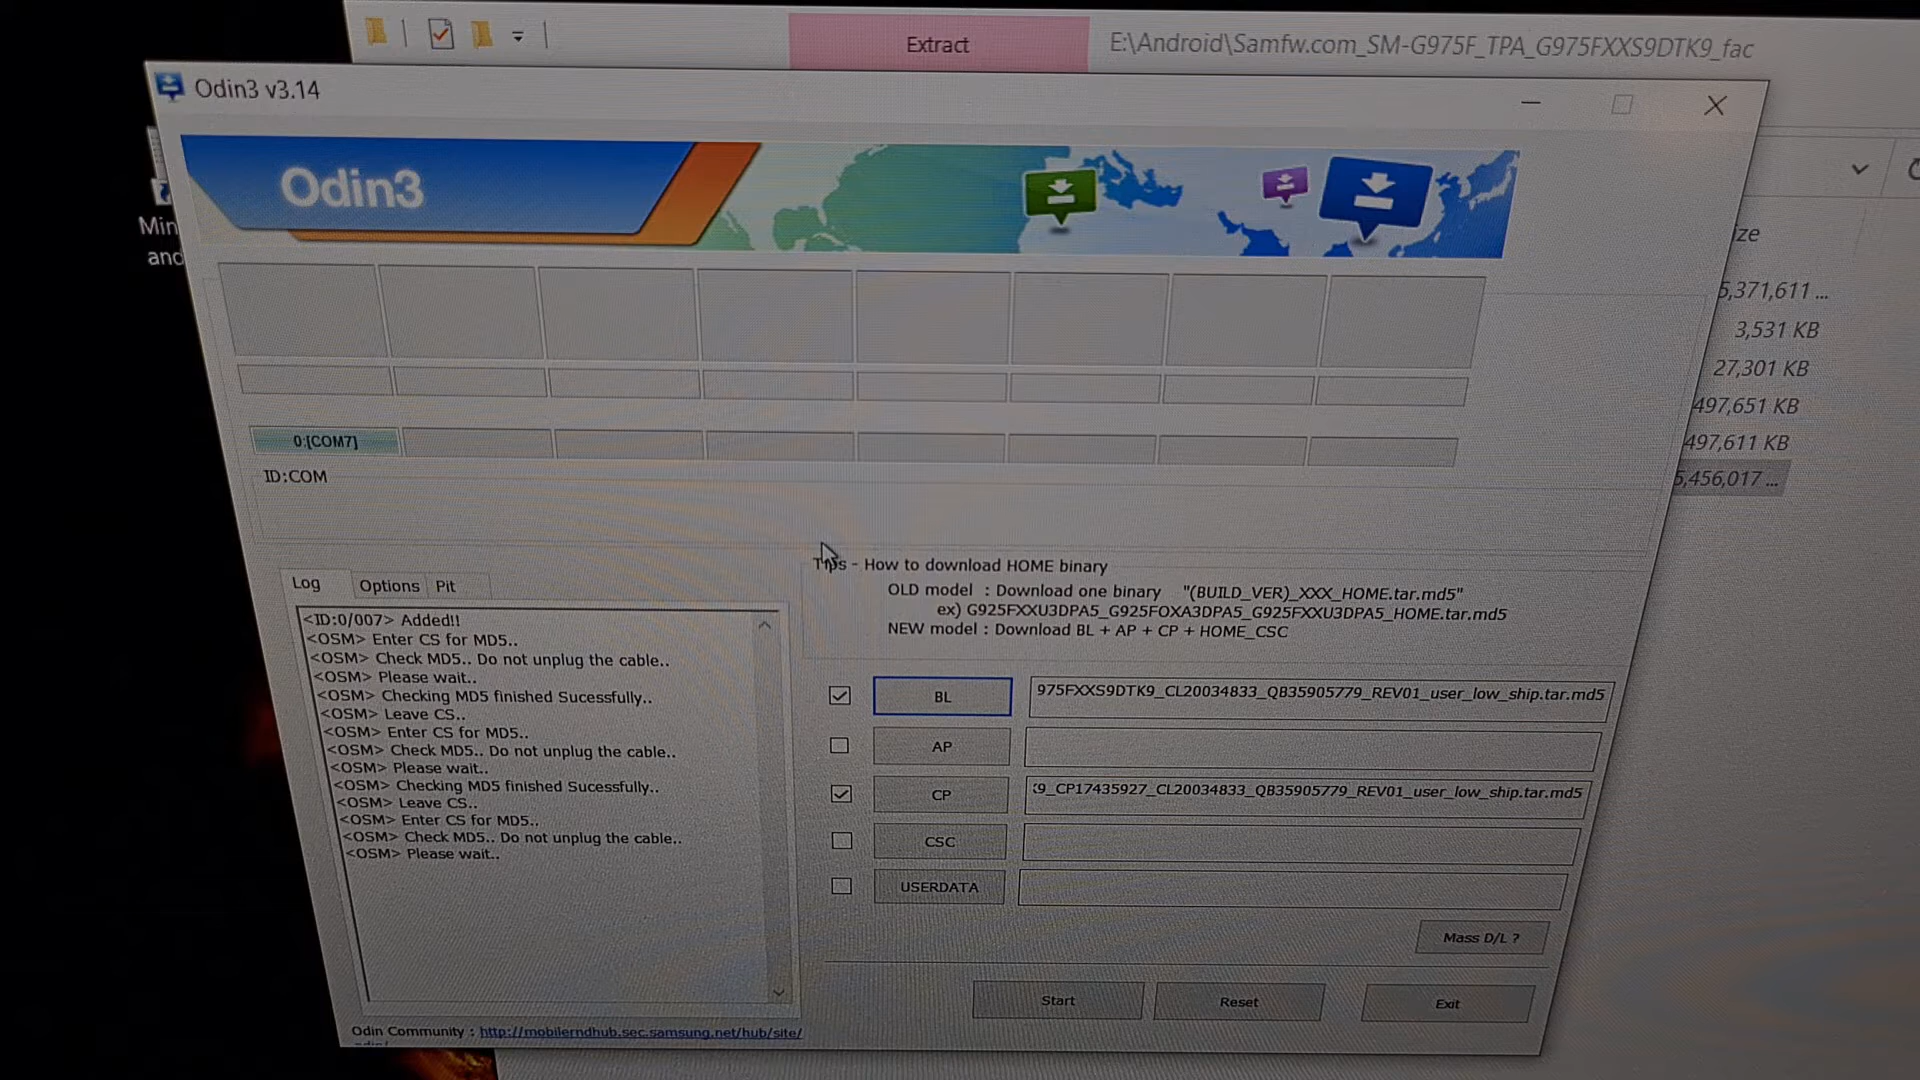 Extract
E:\Android\Samfw.com_SM-G975F_TPA_G975FXXS9DTK9_fac
Odin3 v3.14
Odin3
Min
and
ze
5,371,611 ...
3,531 KB
27,301 KB
497,651 KB
497,611 KB
5,456,017 ...
0:[COM7]
ID:COM
Tips - How to download HOME binary
OLD model : Download one binary "(BUILD_VER)_XXX_HOME.tar.md5"
ex) G925FXXU3DPA5_G925FOXA3DPA5_G925FXXU3DPA5_HOME.tar.md5
NEW model : Download BL + AP + CP + HOME_CSC
Log
Options
Pit
<ID:0/007> Added!!
<OSM> Enter CS for MD5..
<OSM> Check MD5.. Do not unplug the cable..
<OSM> Please wait..
<OSM> Checking MD5 finished Sucessfully..
<OSM> Leave CS..
<OSM> Enter CS for MD5..
<OSM> Check MD5.. Do not unplug the cable..
<OSM> Please wait..
<OSM> Checking MD5 finished Sucessfully..
<OSM> Leave CS..
<OSM> Enter CS for MD5..
<OSM> Check MD5.. Do not unplug the cable..
<OSM> Please wait..
BL
975FXXS9DTK9_CL20034833_QB35905779_REV01_user_low_ship.tar.md5
AP
CP
9_CP17435927_CL20034833_QB35905779_REV01_user_low_ship.tar.md5
CSC
USERDATA
Mass D/L ?
Start
Reset
Exit
Odin Community : http://mobilerndhub.sec.samsung.net/hub/site/